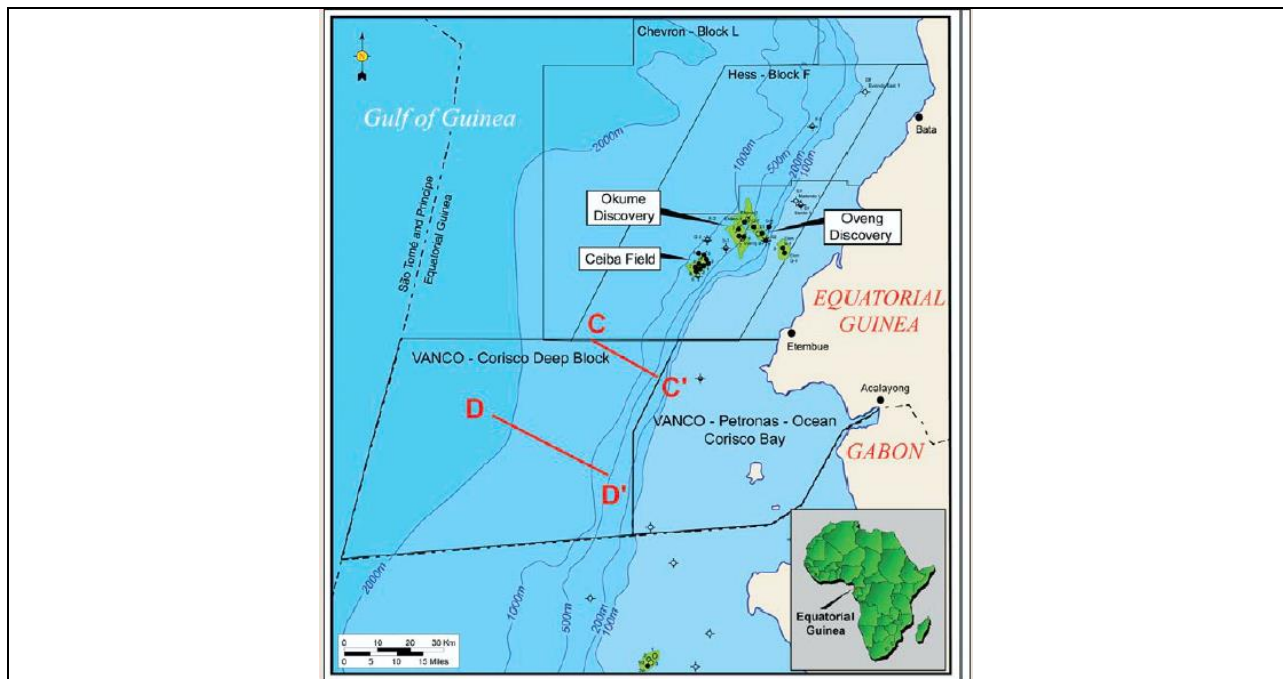 Chevron - Block L
Hess - Block F
Gulf of Guinea
2000m
1000m
500m
200m
100m
Bata
São Tomé and Príncipe
Equatorial Guinea
Okume
Discovery
Oveng
Discovery
Ceiba Field
EQUATORIAL
GUINEA
C
Etembue
VANCO - Corisco Deep Block
C'
Acalayong
D
VANCO - Petronas - Ocean
Corisco Bay
GABON
D'
2000m
1000m
500m
200m
100m
Equatorial
Guinea
0 10 20 30 Km
0 5 10 15 Miles